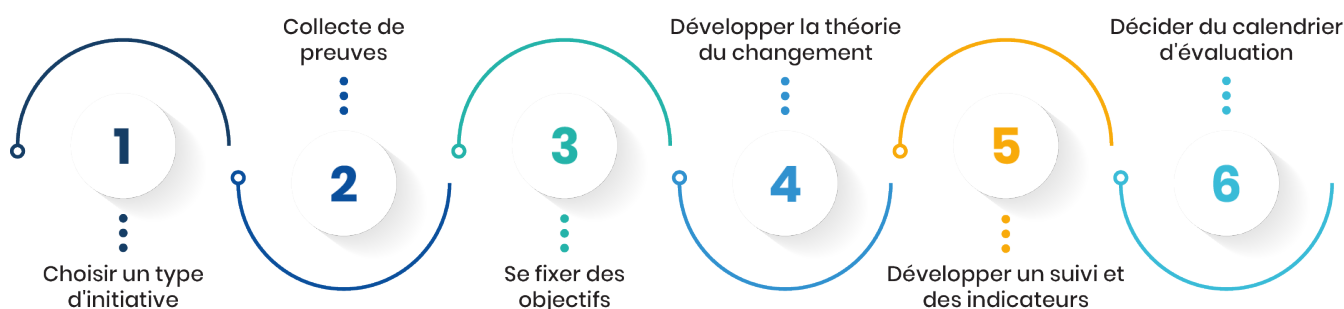 1
Choisir un type
d'initiative
Collecte de
preuves
2
3
Se fixer des
objectifs
Développer la théorie
du changement
4
5
Développer un suivi et
des indicateurs
Décider du calendrier
d'évaluation
6